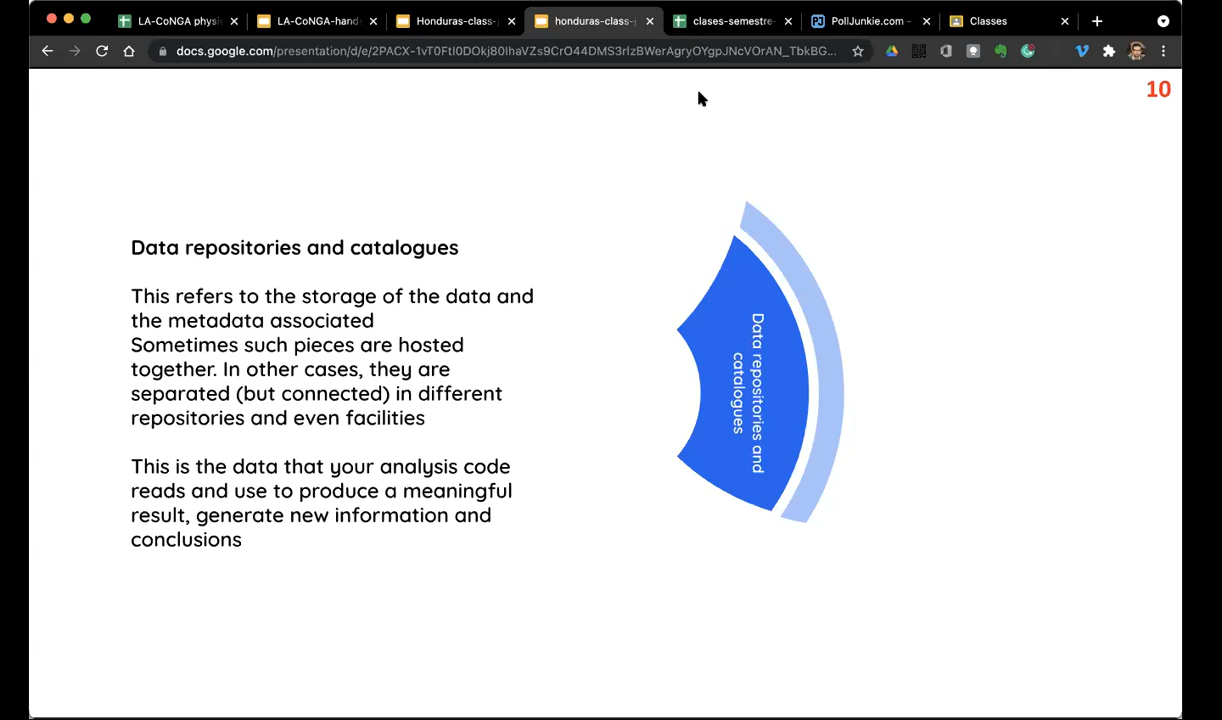 LA-CoNGA physi
LA-CoNGA-hand
Honduras-class-
honduras-class-
clases-semestre-
PollJunkie.com –
Classes
docs.google.com/presentation/d/e/2PACX-1vT0FtI0DOkj80IhaVZs9CrO44DMS3rIzBWerAgryOYgpJNcVOrAN_TbkBG...
10
Data repositories and catalogues
This refers to the storage of the data and
the metadata associated
Sometimes such pieces are hosted
together. In other cases, they are
separated (but connected) in different
repositories and even facilities
This is the data that your analysis code
reads and use to produce a meaningful
result, generate new information and
conclusions
Data repositories and
catalogues